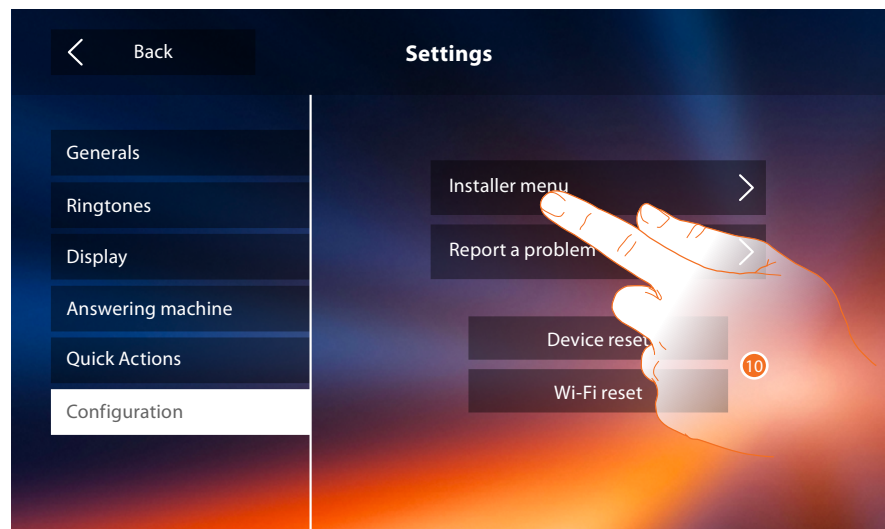 Back
Settings
Generals
Ringtones
Display
Answering machine
Quick Actions
Configuration
Installer menu
Report a problem
Device reset
Wi-Fi reset
10